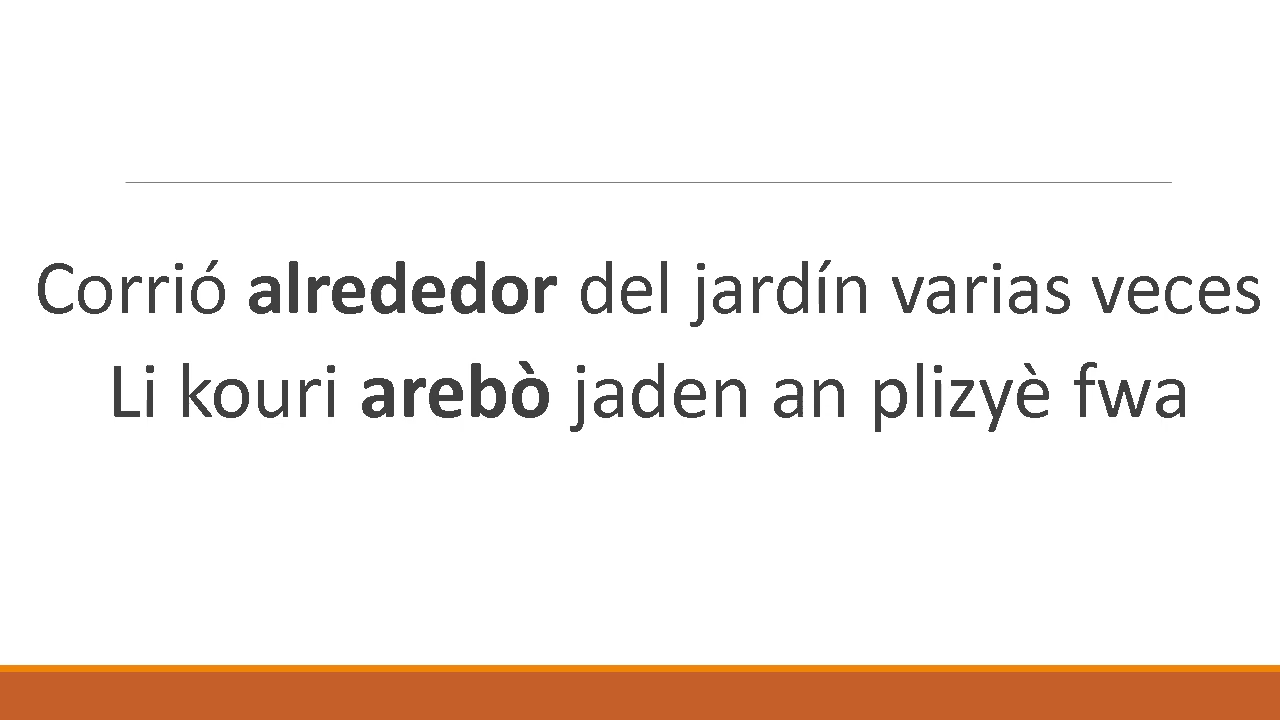 Corrió alrededor del jardín varias veces
Li kouri arebò jaden an plizyè fwa